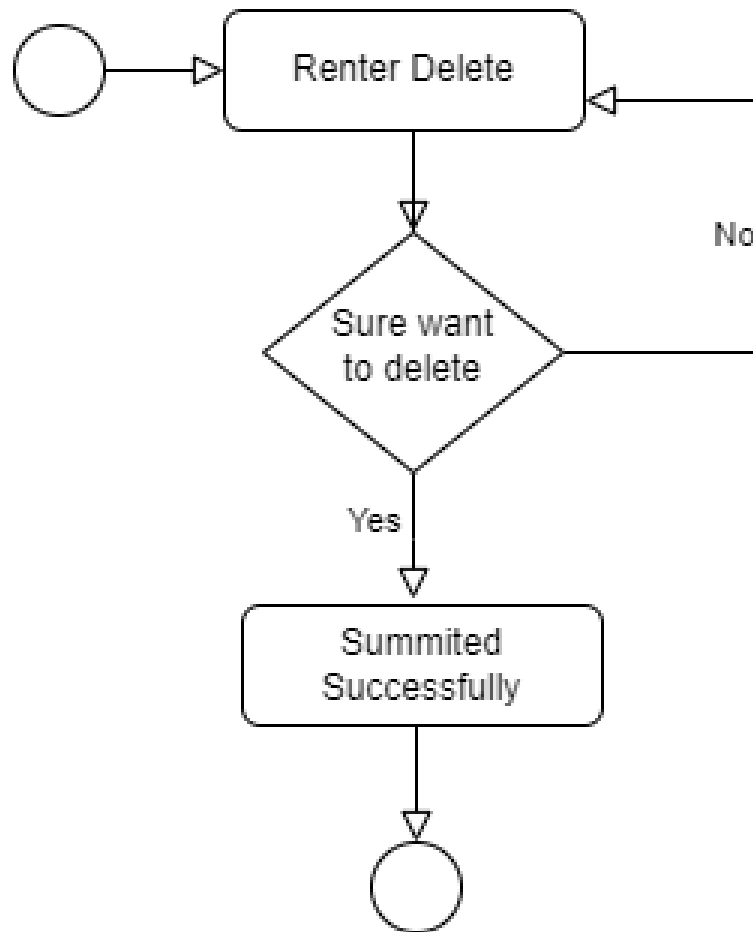 Renter Delete
No
Sure want
to delete
Yes
Summited
Successfully